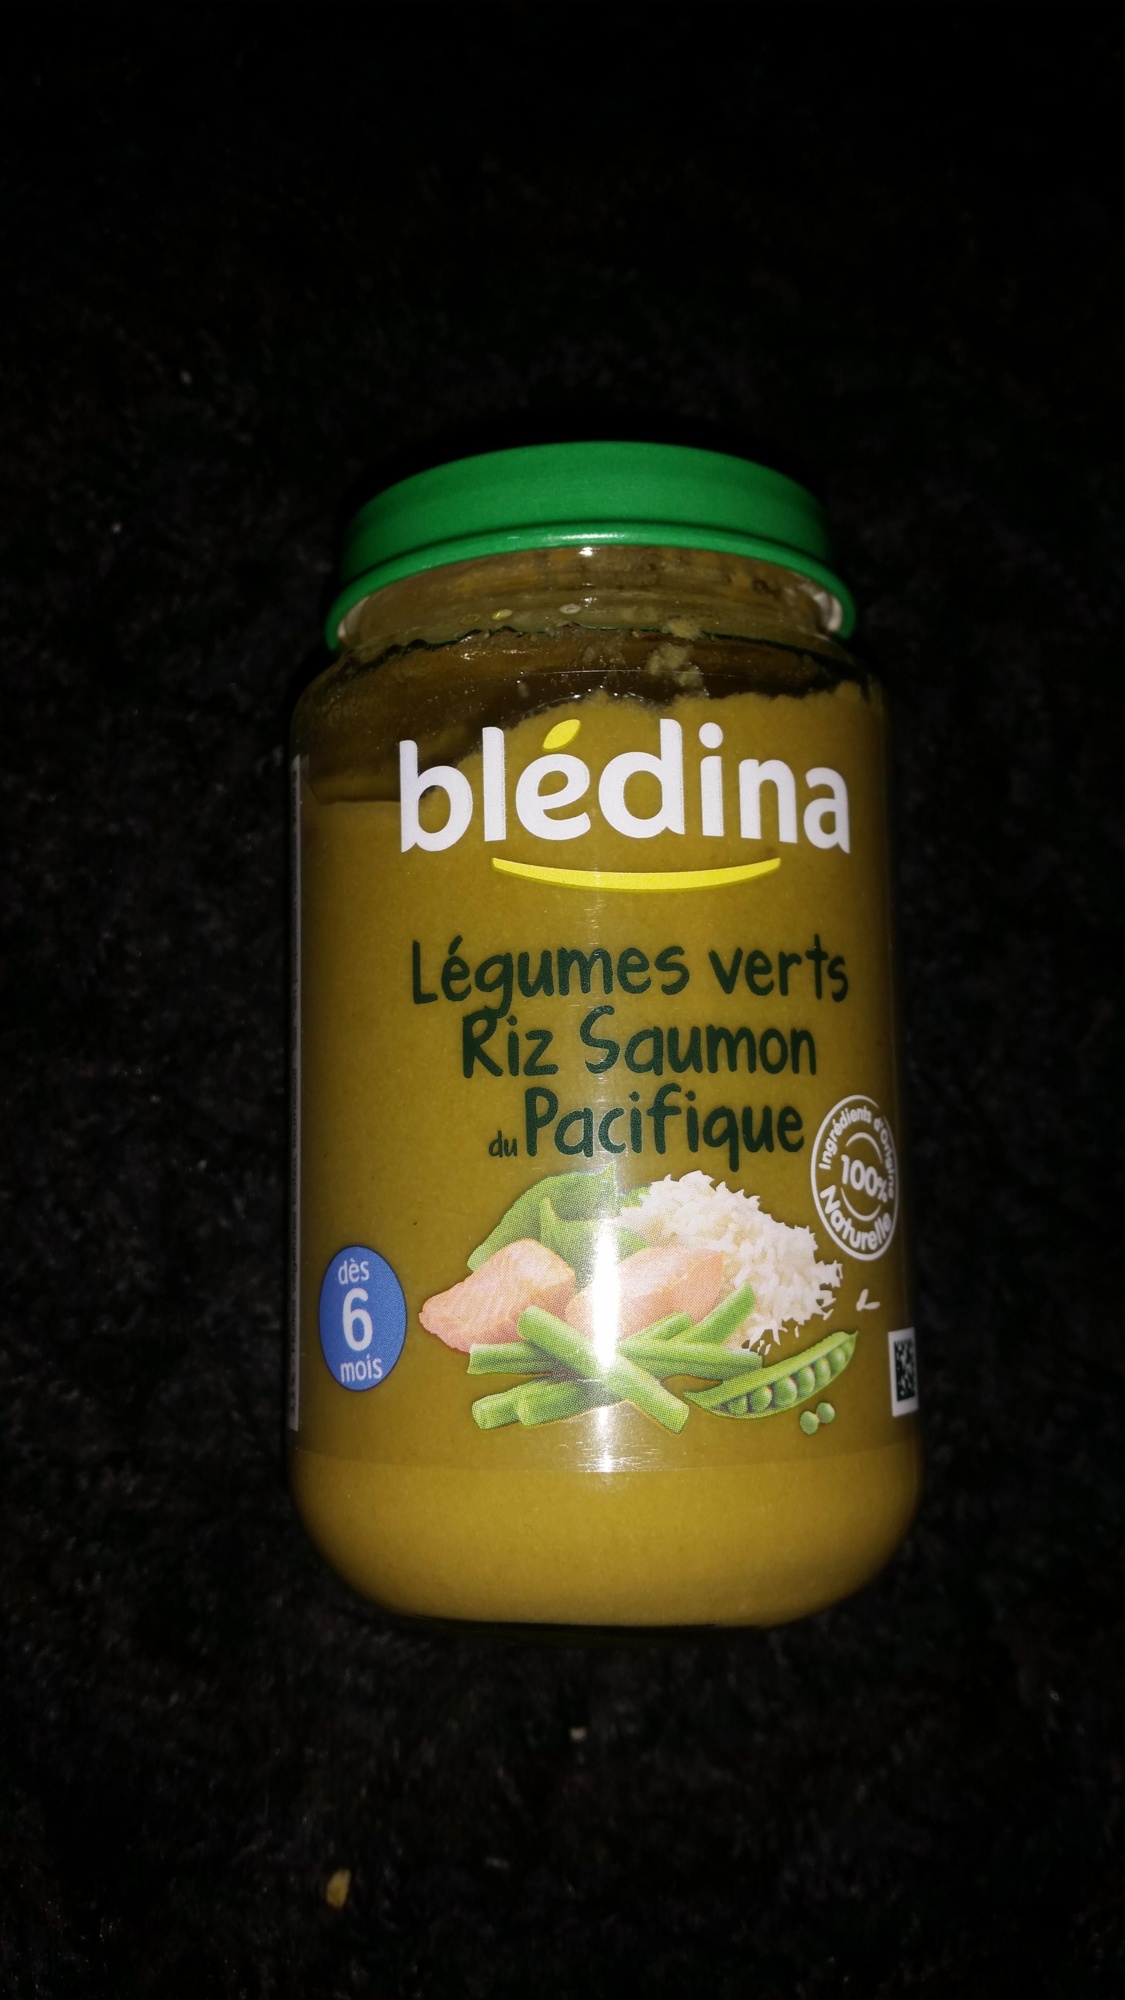 blédina
Légumes verts
Riz Saumon
du Pacifique
Ingrédients d'Origine
100%
Naturelle
dès
6
mois